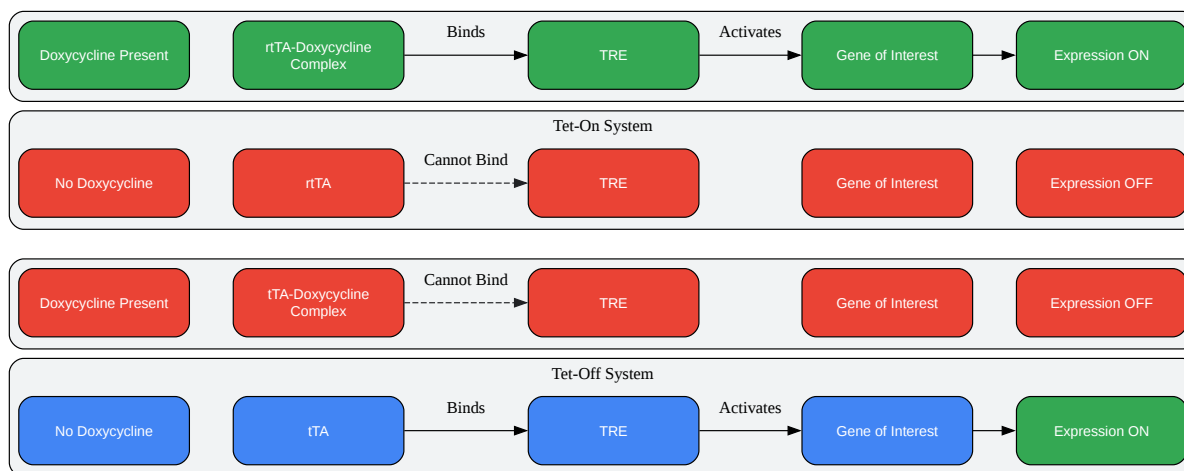 Binds
Activates
Doxycycline Present
rtTA-Doxycycline
Complex
TRE
Gene of Interest
Expression ON
Tet-On System
Cannot Bind
No Doxycycline
rtTA
TRE
Gene of Interest
Expression OFF
Cannot Bind
Doxycycline Present
tTA-Doxycycline
Complex
TRE
Gene of Interest
Expression OFF
Tet-Off System
Binds
Activates
No Doxycycline
tTA
TRE
Gene of Interest
Expression ON